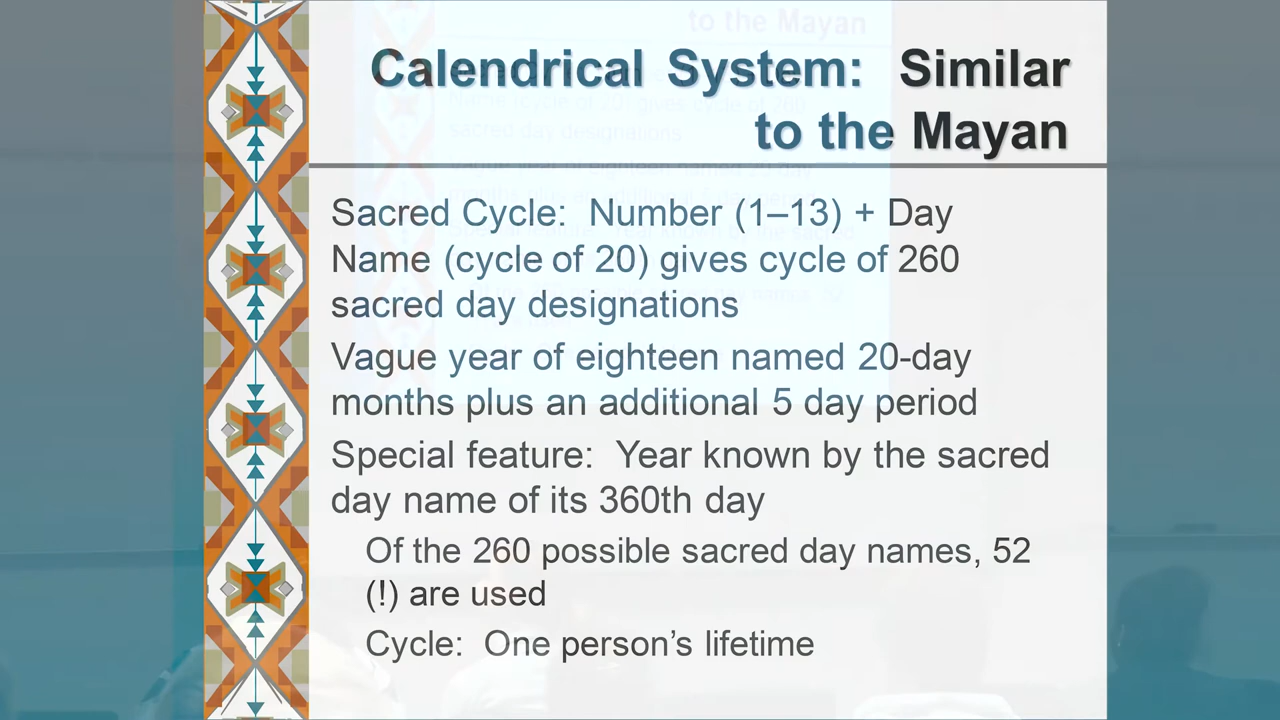 Calendrical System: Similar
to the Mayan
Sacred Cycle: Number (1–13) + Day
Name (cycle of 20) gives cycle of 260
sacred day designations
Vague year of eighteen named 20-day
months plus an additional 5 day period
Special feature: Year known by the sacred
day name of its 360th day
Of the 260 possible sacred day names, 52
(!) are used
Cycle: One person’s lifetime